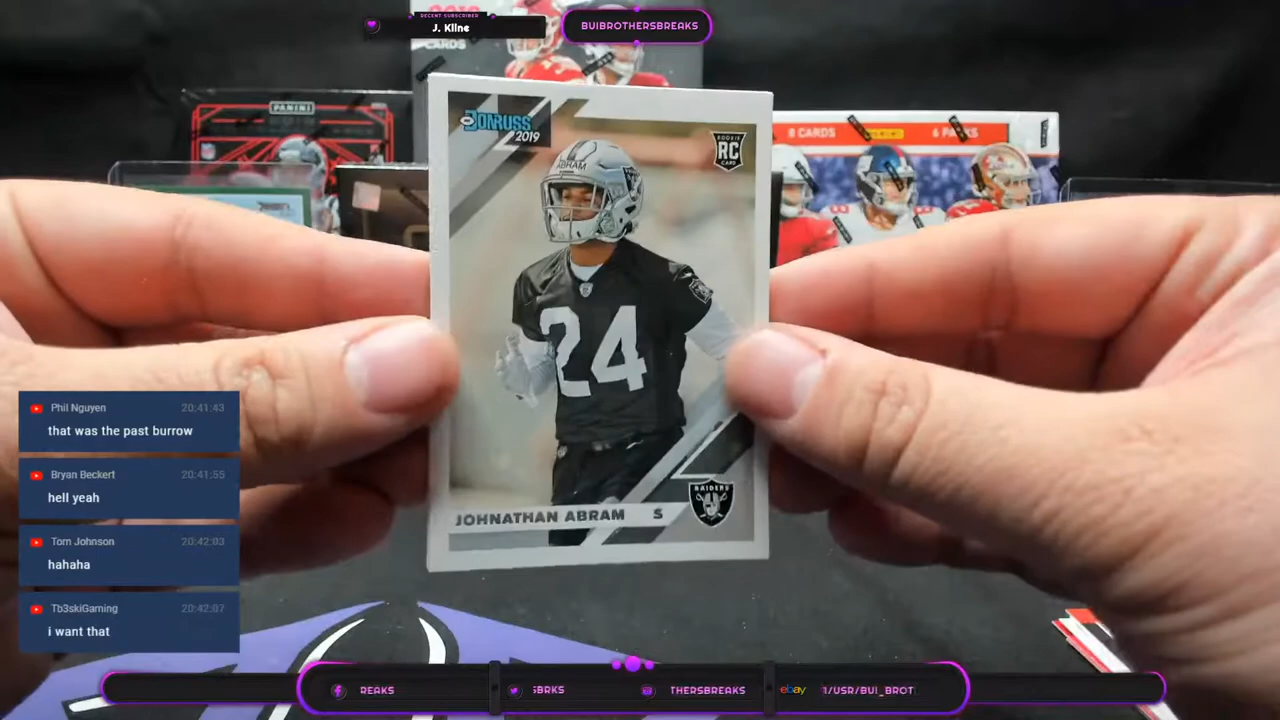 RECENT SUBSCRIBER
J. Kline
BUIBROTHERSBREAKS
2019
CARDS
PANINI
8 CARDS
6 PACKS
DONRUSS
2019
ROOKIE
RC
CARD
ABRAM
24
RAIDERS
JOHNATHAN ABRAM S
Phil Nguyen 20:41:43
that was the past burrow
Bryan Beckert 20:41:55
hell yeah
Tom Johnson 20:42:03
hahaha
Tb3skiGaming 20:42:07
i want that
REAKS
BRKS
THERSBREAKS
ebay
/USR/BUI_BROT